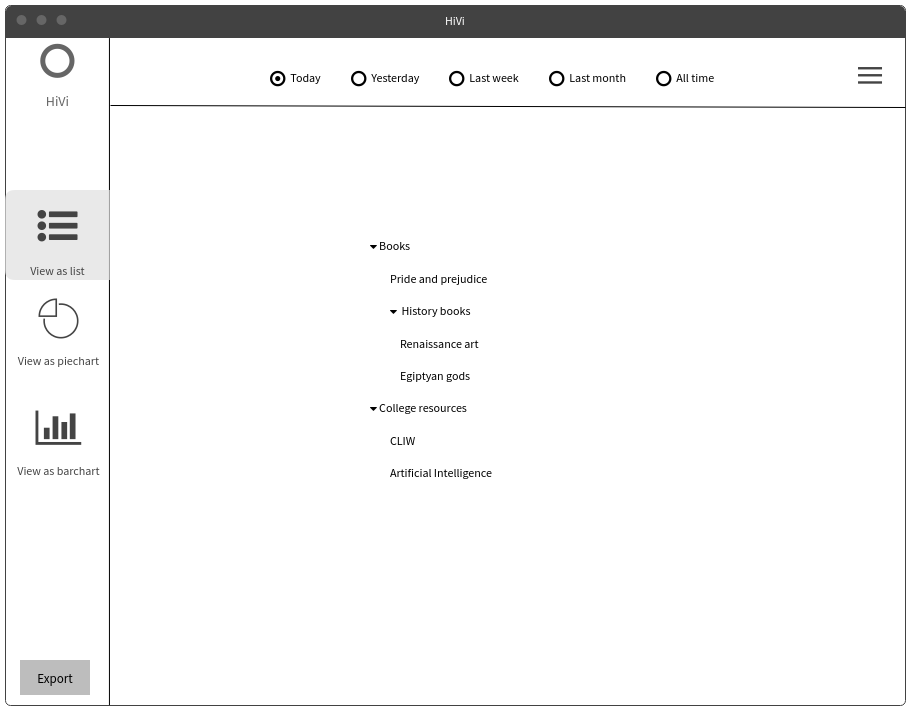 HiVi
HiVi
Today
Yesterday
Last week
Last month
All time
View as list
View as piechart
View as barchart
Books
Pride and prejudice
History books
Renaissance art
Egiptyan gods
College resources
CLIW
Artificial Intelligence
Export